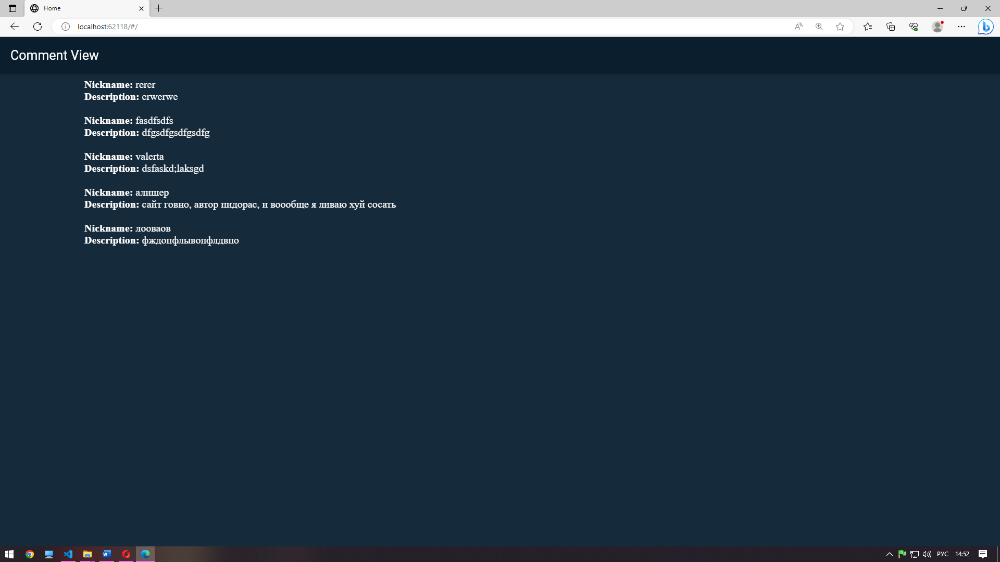 Home
localhost:62118/#/
Comment View
Nickname: rerer
Description: erwerwe
Nickname: fasdfsdfs
Description: dfgsdfgsdfgsdfg
Nickname: valerta
Description: dsfaskd;laksgd
Nickname: алишер
Description: сайт говно, автор пидорас, и воообще я ливаю хуй сосать
Nickname: лооваов
Description: фждопфлывопфлдвпо
РУС 14:52